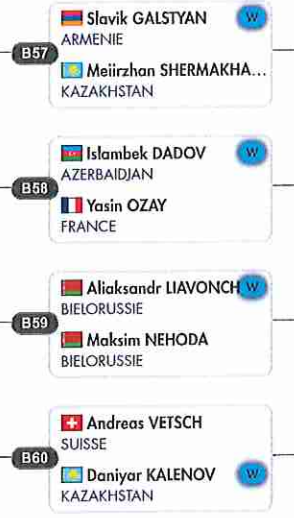 Slavik GALSTYAN W
ARMENIE
B57
Meiirzhan SHERMAKHA...
KAZAKHSTAN
Islambek DADOV W
AZERBAIDJAN
B58
Yasin OZAY
FRANCE
Aliaksandr LIAVONCH W
BIELORUSSIE
B59
Maksim NEHODA
BIELORUSSIE
Andreas VETSCH
SUISSE
B60
Daniyar KALENOV W
KAZAKHSTAN